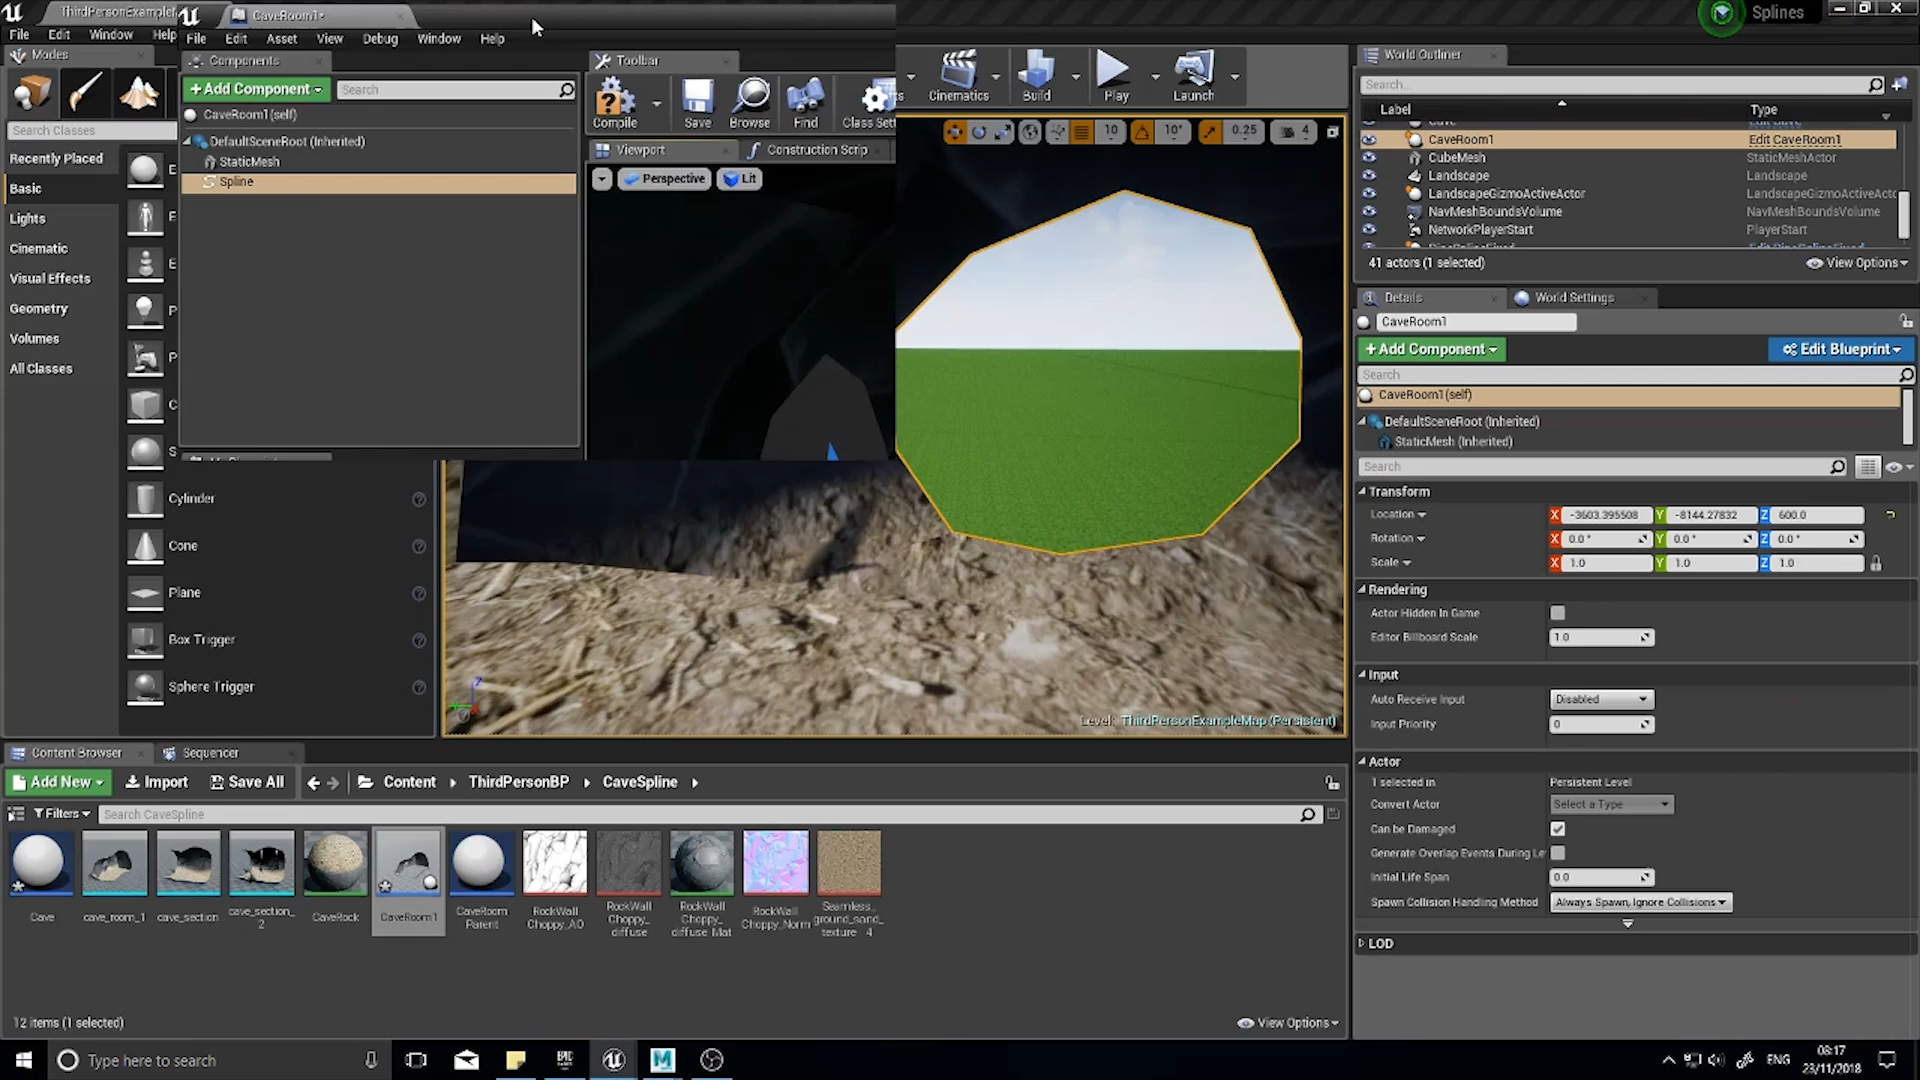 ThirdPersonExampleM
CaveRoom1*
Splines
File Edit Window Help
File Edit Asset View Debug Window Help
Modes
Components
Toolbar
World Outliner
+Add Component
Search
Compile
Save
Browse
Find
Class Sett
Cinematics
Build
Play
Launch
Search...
Label
Type
Search Classes
CaveRoom1(self)
DefaultSceneRoot (Inherited)
StaticMesh
Spline
Viewport
Construction Scrip
Perspective
Lit
10
10°
0.25
4
CaveRoom1 Edit CaveRoom1
CubeMesh StaticMeshActor
Landscape Landscape
LandscapeGizmoActiveActor LandscapeGizmoActiveActo
NavMeshBoundsVolume NavMeshBoundsVolume
NetworkPlayerStart PlayerStart
41 actors (1 selected)
View Options
Recently Placed
Basic
Lights
Cinematic
Visual Effects
Geometry
Volumes
All Classes
E
E
E
P
P
C
S
Cylinder
Cone
Plane
Box Trigger
Sphere Trigger
Level: ThirdPersonExampleMap (Persistent)
Details
World Settings
CaveRoom1
+Add Component
Edit Blueprint
Search
CaveRoom1(self)
DefaultSceneRoot (Inherited)
StaticMesh (Inherited)
Search
Transform
Location X -3603.395508 Y -8144.27832 Z 600.0
Rotation X 0.0° Y 0.0° Z 0.0°
Scale X 1.0 Y 1.0 Z 1.0
Rendering
Actor Hidden In Game
Editor Billboard Scale 1.0
Input
Auto Receive Input Disabled
Input Priority 0
Actor
1 selected in Persistent Level
Convert Actor Select a Type
Can be Damaged
Generate Overlap Events During Le
Initial Life Span 0.0
Spawn Collision Handling Method Always Spawn, Ignore Collisions
LOD
Content Browser
Sequencer
Add New
Import
Save All
Content
ThirdPersonBP
CaveSpline
Filters
Search CaveSpline
Cave
cave_room_1
cave_section
cave_section_
2
CaveRock
CaveRoom1
CaveRoom
Parent
RockWall
Choppy_AO
RockWall
Choppy_
diffuse
RockWall
Choppy_
diffuse_Mat
RockWall
Choppy_Norm
Seamless_
ground_sand_
texture__4
12 items (1 selected)
View Options
Type here to search
ENG
08:17
23/11/2018